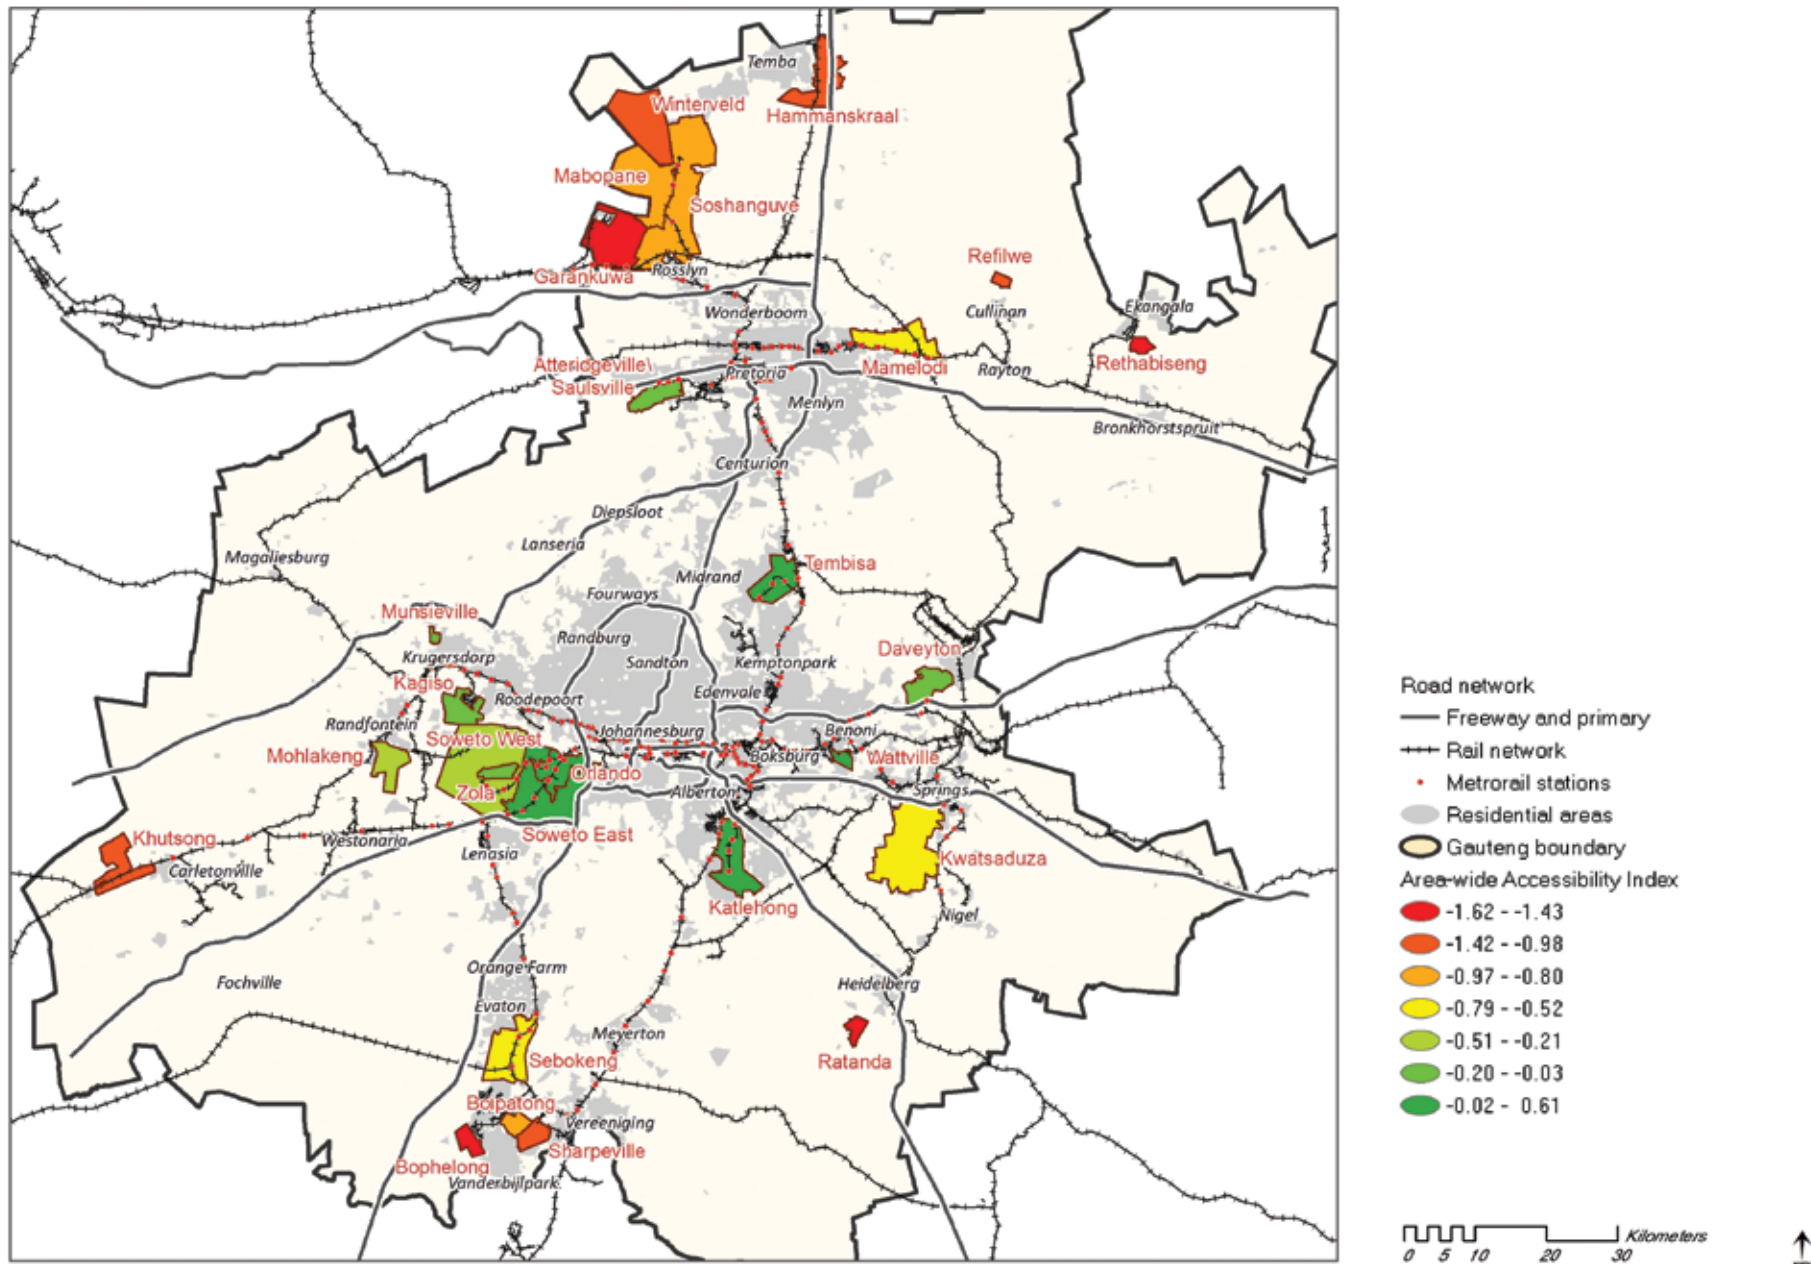 Temba
Winterveld
Hammanskraal
Mabopane
Soshanguve
Garankuwa
Rosslyn
Refilwe
Wonderboom
Cullinan
Ekangala
Atteridgeville\
Saulsville
Pretoria
Mamelodi
Rayton
Rethabiseng
Menlyn
Bronkhorstspruit
Centurion
Diepsloot
Lanseria
Magaliesburg
Tembisa
Midrand
Fourways
Munsieville
Randburg
Krugersdorp
Sandton
Kemptonpark
Daveyton
Kagiso
Roodepoort
Edenvale
Randfontein
Soweto West
Johannesburg
Benoni
Mohlakeng
Boksburg
Wattville
Orlando
Zola
Alberton
Springs
Soweto East
Khutsong
Westonaria
Lenasia
Carletonville
Kwatsaduza
Katlehong
Nigel
Orange Farm
Fochville
Heidelberg
Evaton
Meyerton
Sebokeng
Ratanda
Boipatong
Vereeniging
Sharpeville
Bophelong
Vanderbijlpark
Road network
Freeway and primary
Rail network
Metrorail stations
Residential areas
Gauteng boundary
Area-wide Accessibility Index
-1.62 - -1.43
-1.42 - -0.98
-0.97 - -0.80
-0.79 - -0.52
-0.51 - -0.21
-0.20 - -0.03
-0.02 - 0.61
Kilometers
0 5 10 20 30